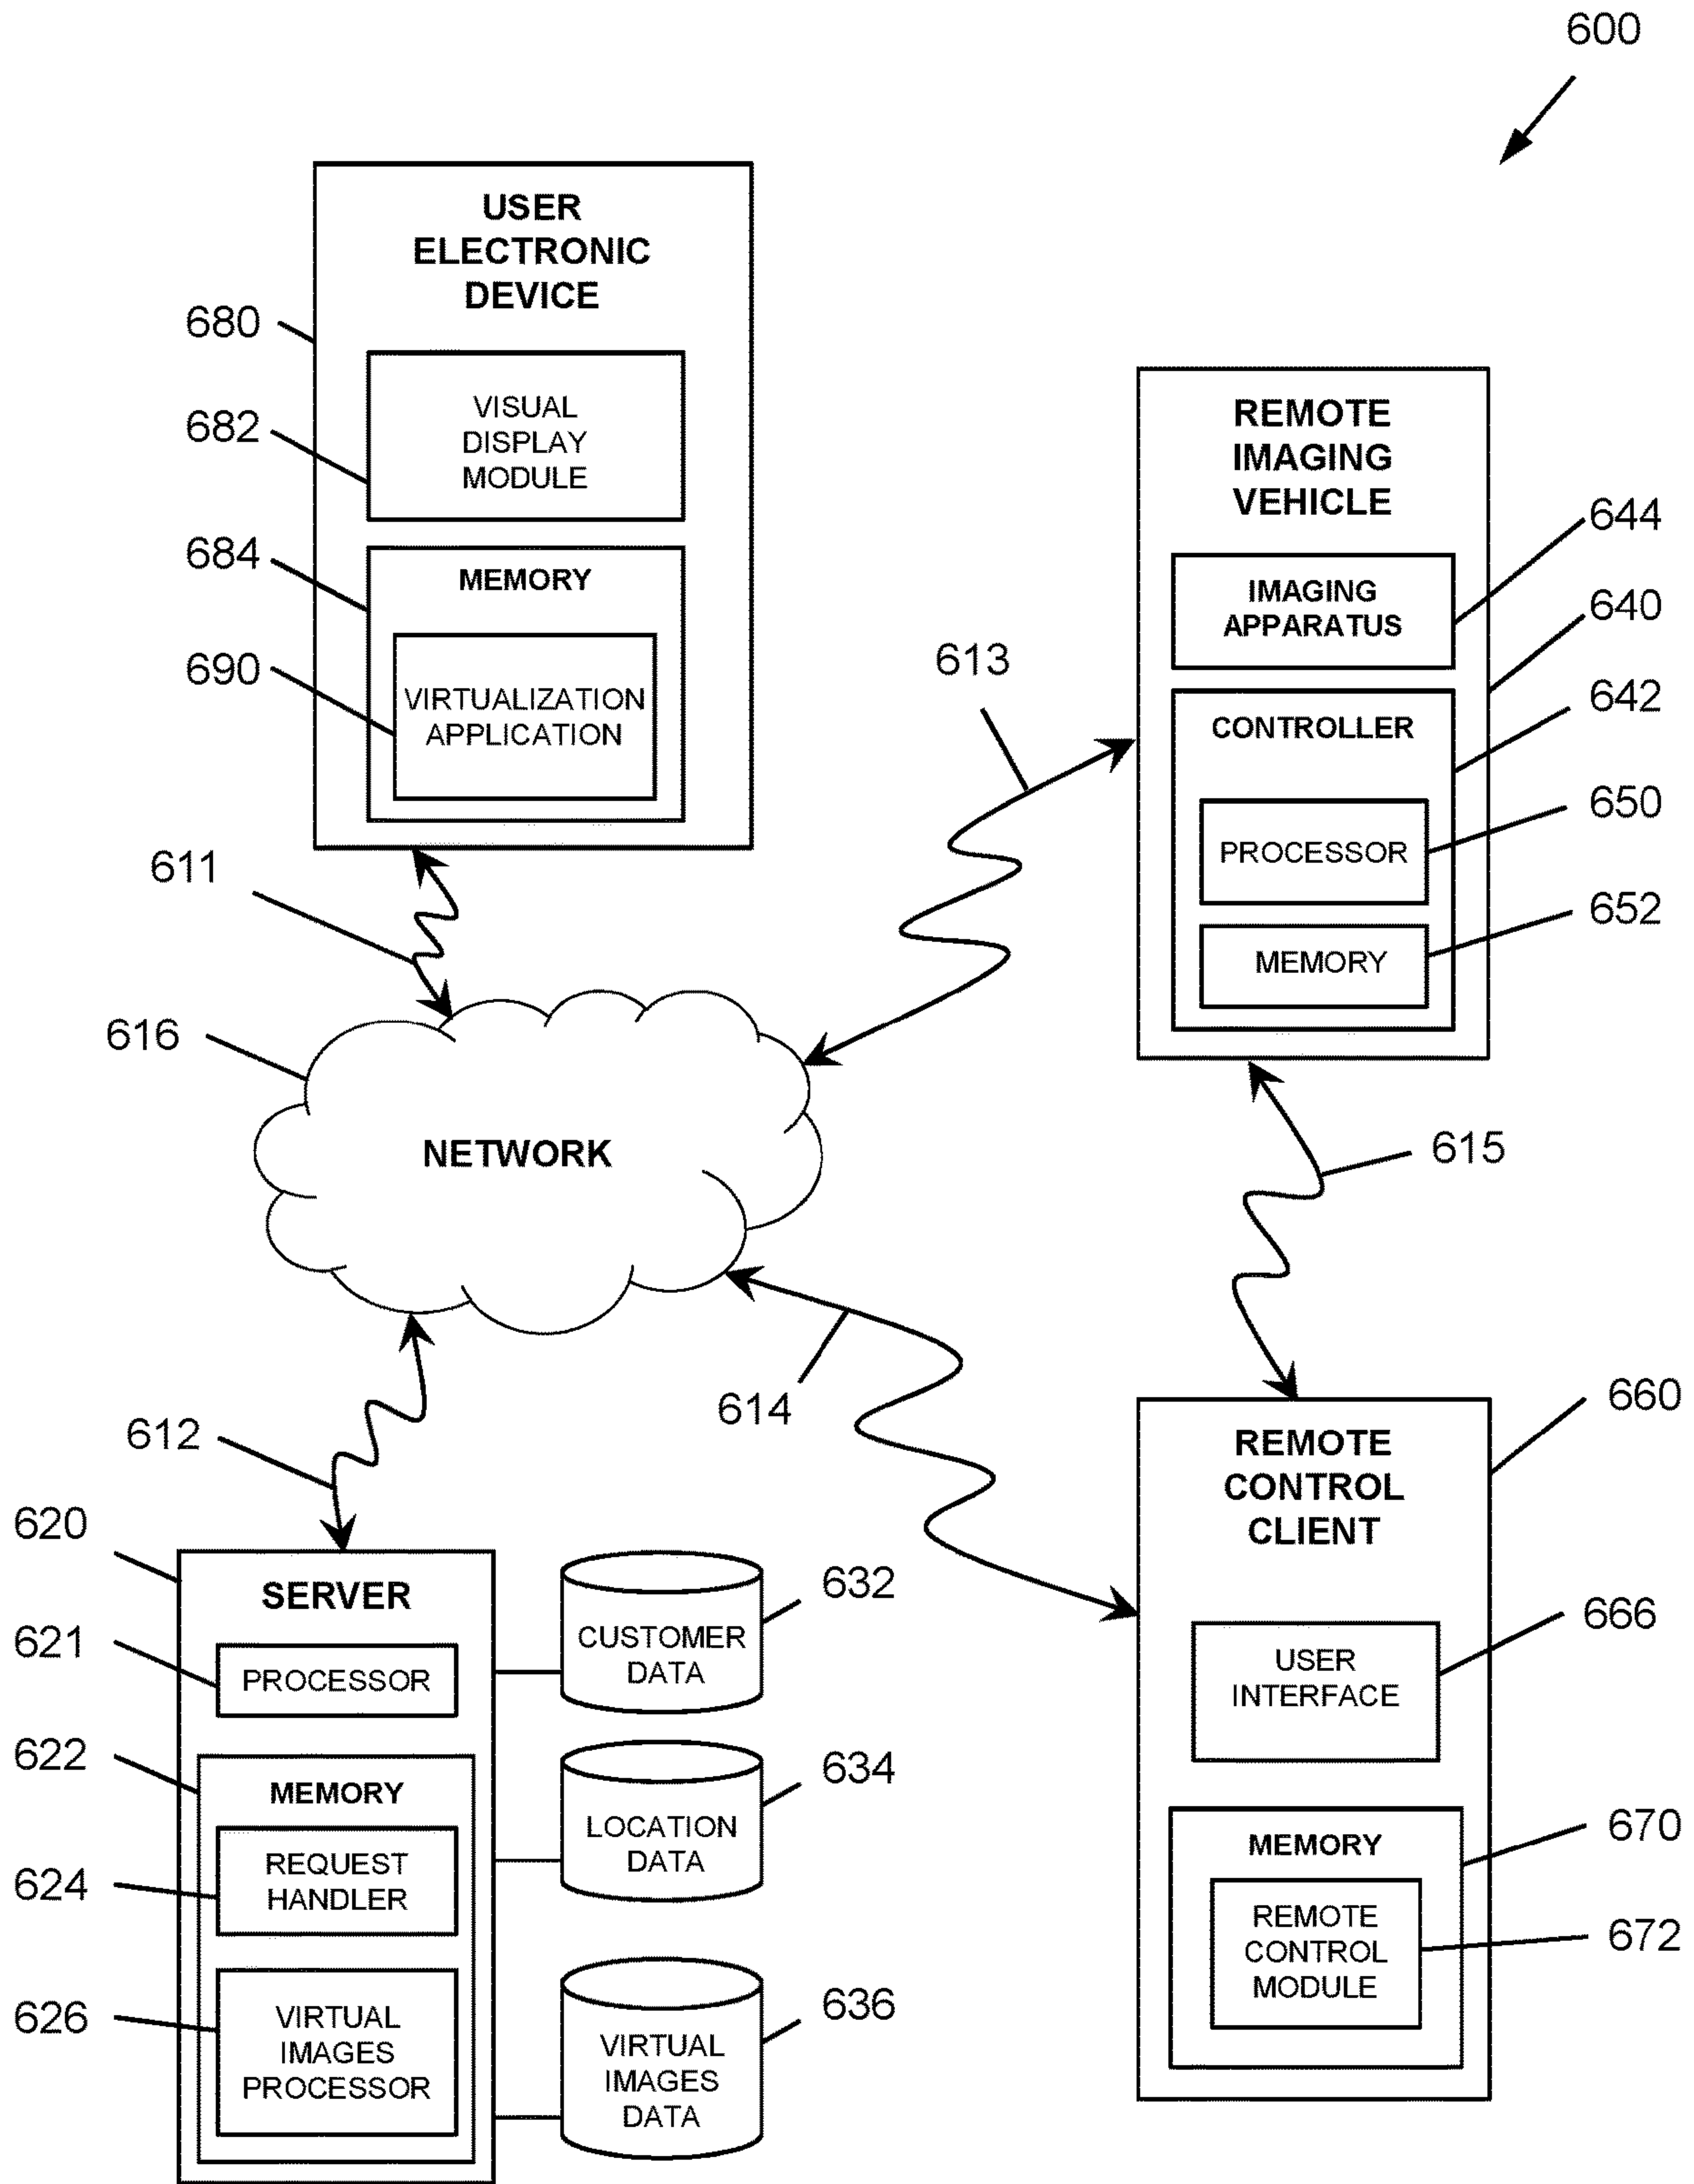 600
USER
ELECTRONIC
DEVICE
680
VISUAL
DISPLAY
MODULE
682
684
MEMORY
690
VIRTUALIZATION
APPLICATION
611
REMOTE
IMAGING
VEHICLE
644
IMAGING
APPARATUS
640
642
CONTROLLER
650
PROCESSOR
652
MEMORY
613
616
NETWORK
615
614
612
620
SERVER
621
PROCESSOR
622
MEMORY
624
REQUEST
HANDLER
626
VIRTUAL
IMAGES
PROCESSOR
632
CUSTOMER
DATA
634
LOCATION
DATA
636
VIRTUAL
IMAGES
DATA
660
REMOTE
CONTROL
CLIENT
666
USER
INTERFACE
670
MEMORY
672
REMOTE
CONTROL
MODULE